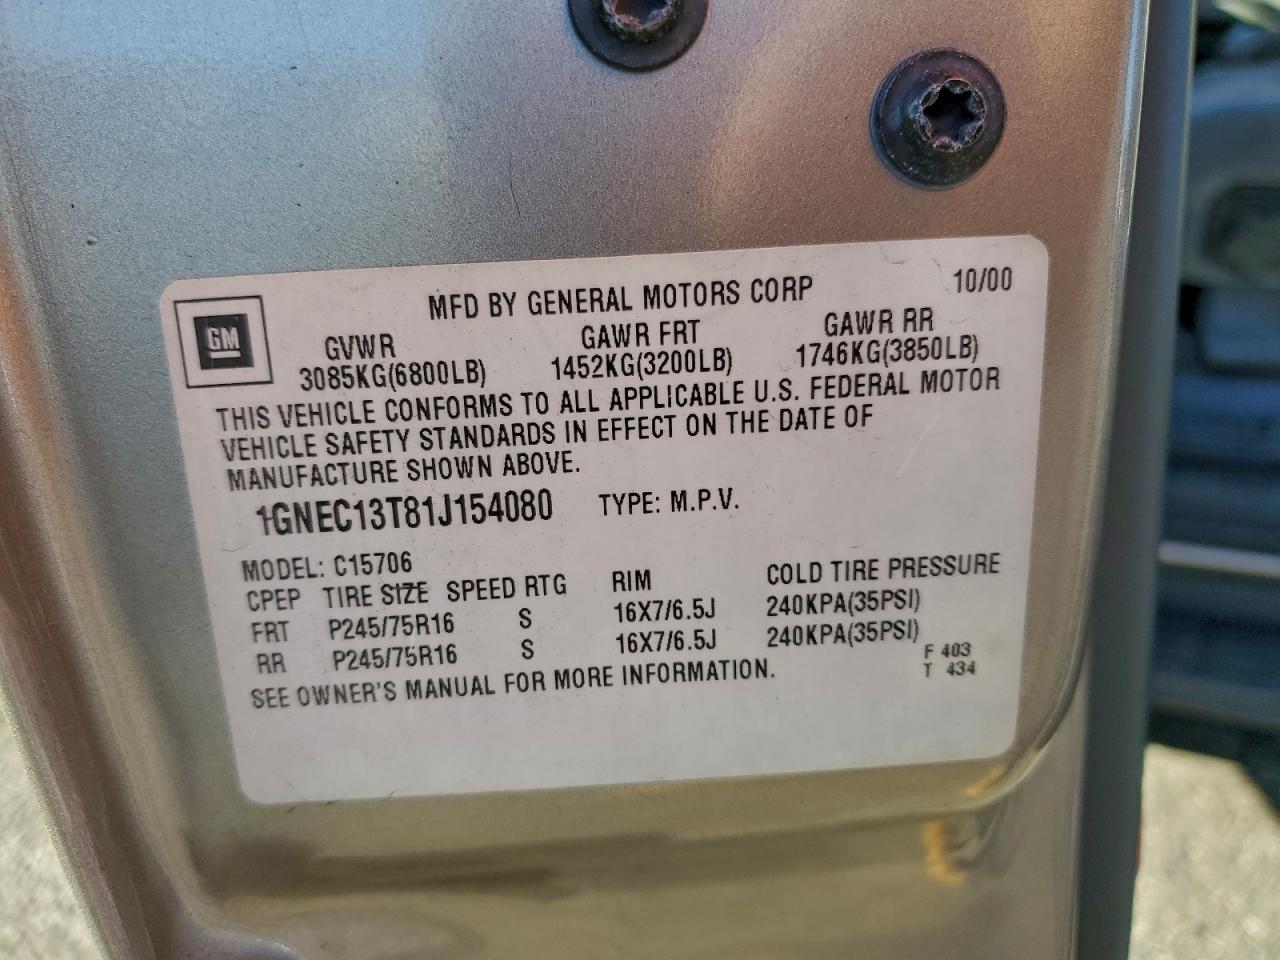 MFD BY GENERAL MOTORS CORP 10/00
GM
GVWR GAWR FRT GAWR RR
3085KG(6800LB) 1452KG(3200LB) 1746KG(3850LB)
THIS VEHICLE CONFORMS TO ALL APPLICABLE U.S. FEDERAL MOTOR
VEHICLE SAFETY STANDARDS IN EFFECT ON THE DATE OF
MANUFACTURE SHOWN ABOVE.
1GNEC13T81J154080 TYPE: M.P.V.
MODEL: C15706
CPEP TIRE SIZE SPEED RTG RIM COLD TIRE PRESSURE
FRT P245/75R16 S 16X7/6.5J 240KPA(35PSI)
RR P245/75R16 S 16X7/6.5J 240KPA(35PSI)
SEE OWNER'S MANUAL FOR MORE INFORMATION.
F 403
T 434